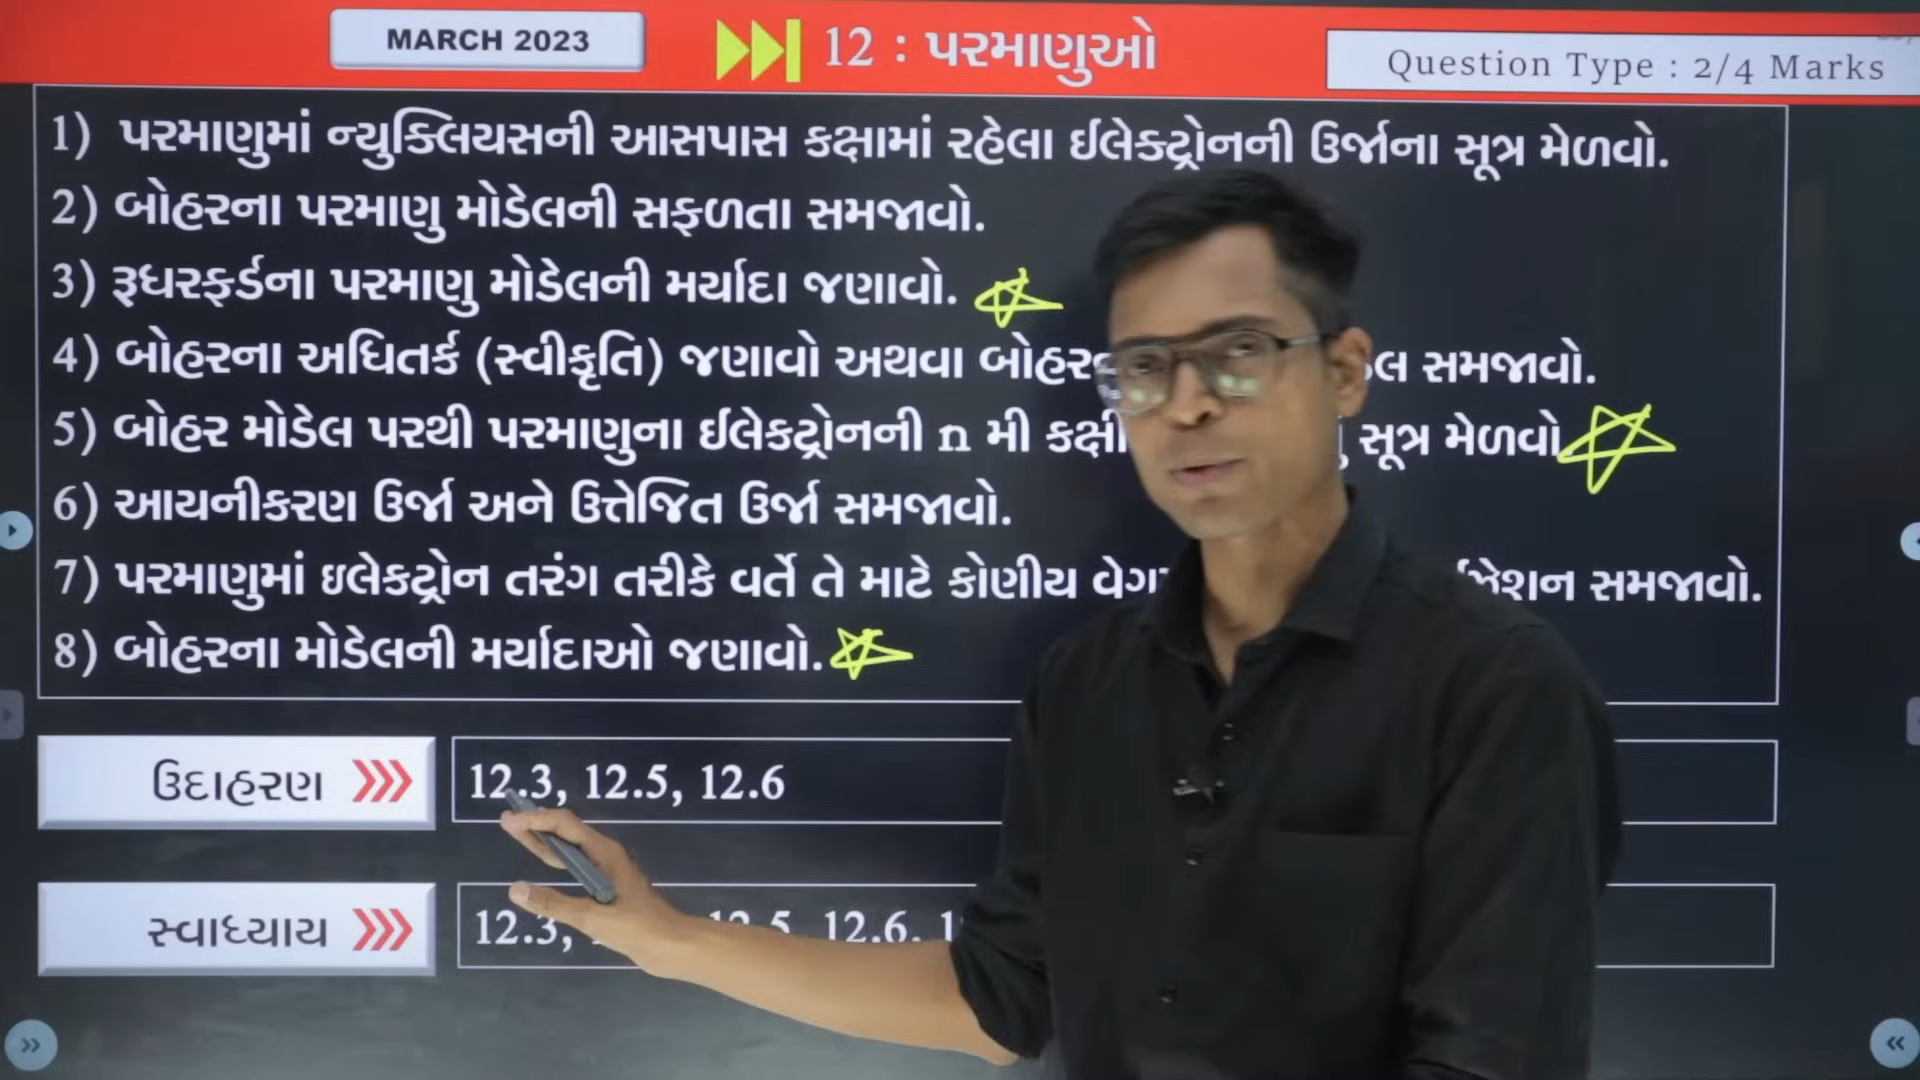 MARCH 2023
12 : પરમાણુઓ
Question Type : 2/4 Marks
1) પરમાણુમાં ન્યુક્લિયસની આસપાસ કક્ષામાં રહેલા ઈલેક્ટ્રોનની ઉર્જાના સૂત્ર મેળવો.
2) બોહરના પરમાણુ મોડેલની સફળતા સમજાવો.
3) રૂધરફર્ડના પરમાણુ મોડેલની મર્યાદા જણાવો.
4) બોહરના અધિતર્ક (સ્વીકૃતિ) જણાવો અથવા સમજાવો.
5) બોહર મોડેલ પરથી પરમાણુના ઈલેક્ટ્રોનની n મી સૂત્ર મેળવો.
6) આયનીકરણ ઉર્જા અને ઉત્તેજિત ઉર્જા સમજાવો.
7) પરમાણુમાં ઇલેક્ટ્રોન તરંગ તરીકે વર્તે તે માટે કોણીય સમજાવો.
8) બોહરના મોડેલની મર્યાદાઓ જણાવો.
ઉદાહરણ
12.3, 12.5, 12.6
સ્વાધ્યાય
12.3, 12.6,